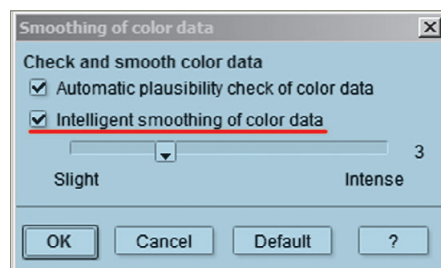 Smoothing of color data
Check and smooth color data
Automatic plausibility check of color data
Intelligent smoothing of color data
3
Slight Intense
OK Cancel Default ?